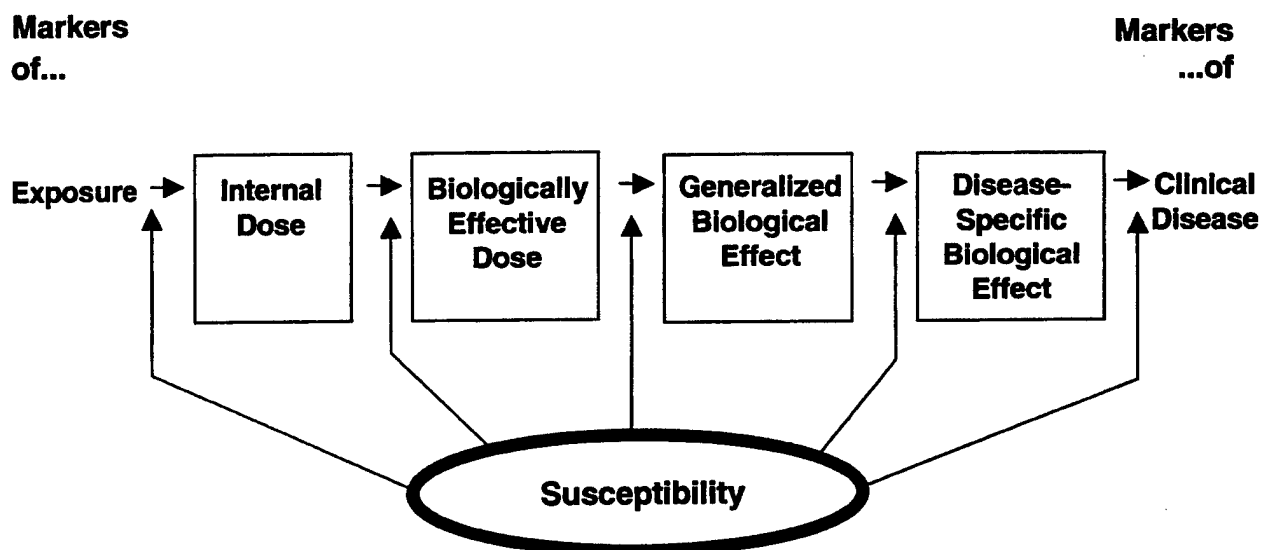 Markers
of...
Markers
...of
Exposure
Internal
Dose
Biologically
Effective
Dose
Generalized
Biological
Effect
Disease-
Specific
Biological
Effect
Clinical
Disease
Susceptibility